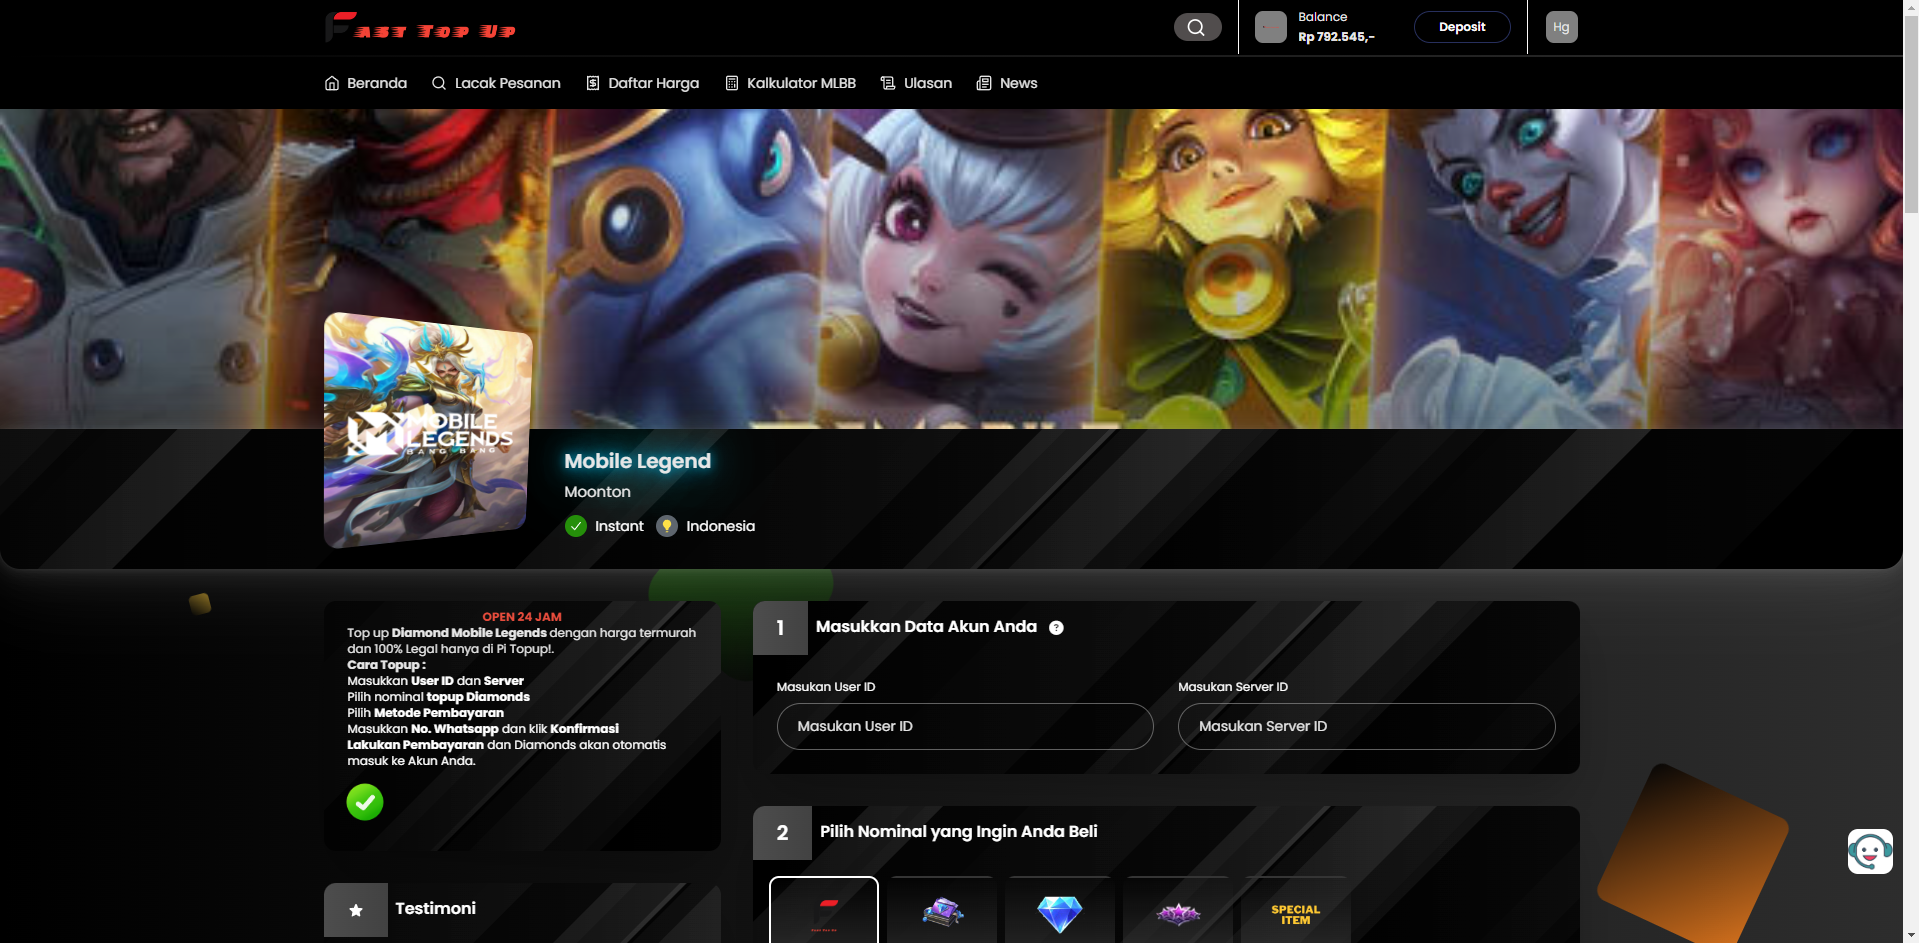 FAST TOP UP
Balance
Rp 792.545,-
Deposit
Hg
Beranda
Lacak Pesanan
Daftar Harga
Kalkulator MLBB
Ulasan
News
MOBILE
LEGENDS
BANG BANG
Mobile Legend
Moonton
Instant
Indonesia
OPEN 24 JAM
Top up Diamond Mobile Legends dengan harga termurah
dan 100% Legal hanya di Pi Topup!.
Cara Topup :
Masukkan User ID dan Server
Pilih nominal topup Diamonds
Pilih Metode Pembayaran
Masukkan No. Whatsapp dan klik Konfirmasi
Lakukan Pembayaran dan Diamonds akan otomatis
masuk ke Akun Anda.
Testimoni
1
Masukkan Data Akun Anda
?
Masukan User ID
Masukan Server ID
Masukan User ID
Masukan Server ID
2
Pilih Nominal yang Ingin Anda Beli
SPECIAL
ITEM